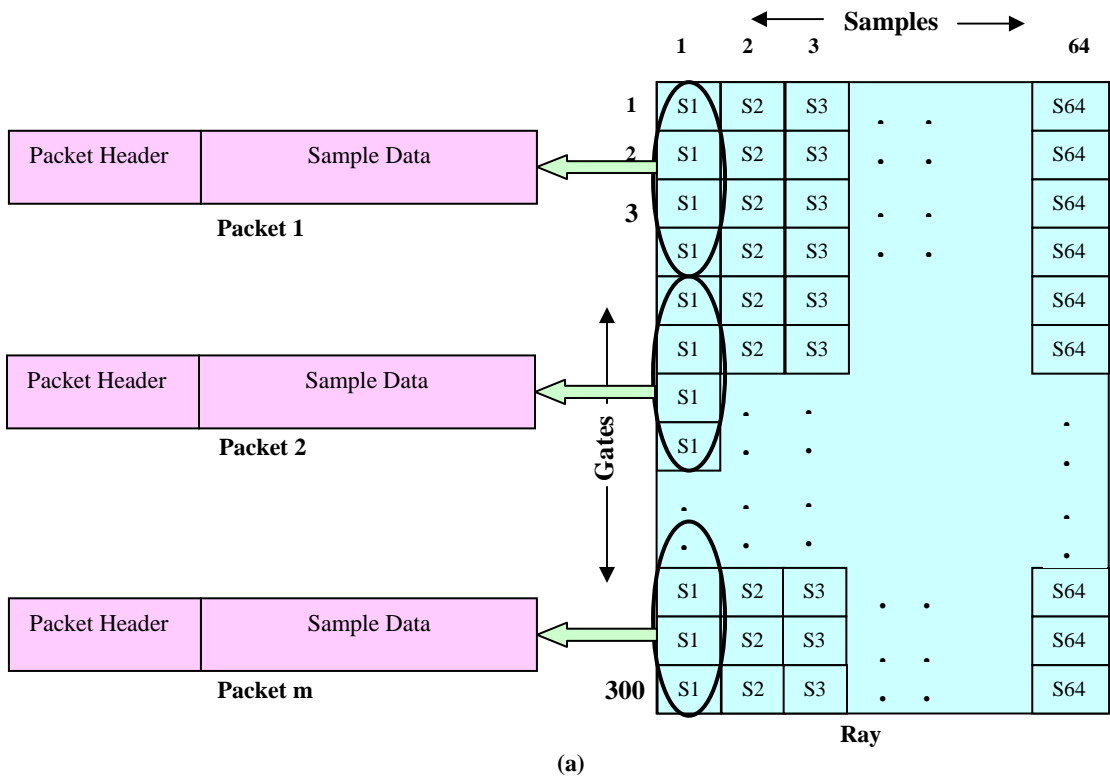 Samples
1 2 3 64
1 S1 S2 S3 S64
Packet Header Sample Data 2 S1 S2 S3 S64
3 S1 S2 S3 S64
Packet 1
S1 S2 S3 S64
S1 S2 S3 S64
S1 S2 S3 S64
Packet Header Sample Data S1
Packet 2 Gates S1
S1 S2 S3 S64
Packet Header Sample Data S1 S2 S3 S64
Packet m 300 S1 S2 S3 S64
Ray
(a)